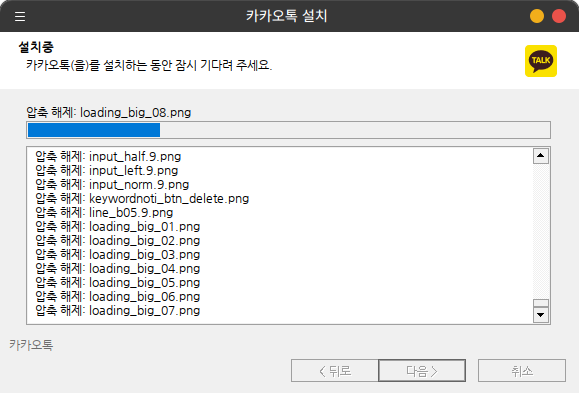 카카오톡 설치
설치중
카카오톡(을)를 설치하는 동안 잠시 기다려 주세요.
TALK
압축 해제: loading_big_08.png
압축 해제: input_half.9.png
압축 해제: input_left.9.png
압축 해제: input_norm.9.png
압축 해제: keywordnoti_btn_delete.png
압축 해제: line_b05.9.png
압축 해제: loading_big_01.png
압축 해제: loading_big_02.png
압축 해제: loading_big_03.png
압축 해제: loading_big_04.png
압축 해제: loading_big_05.png
압축 해제: loading_big_06.png
압축 해제: loading_big_07.png
카카오톡
< 뒤로 다음 > 취소